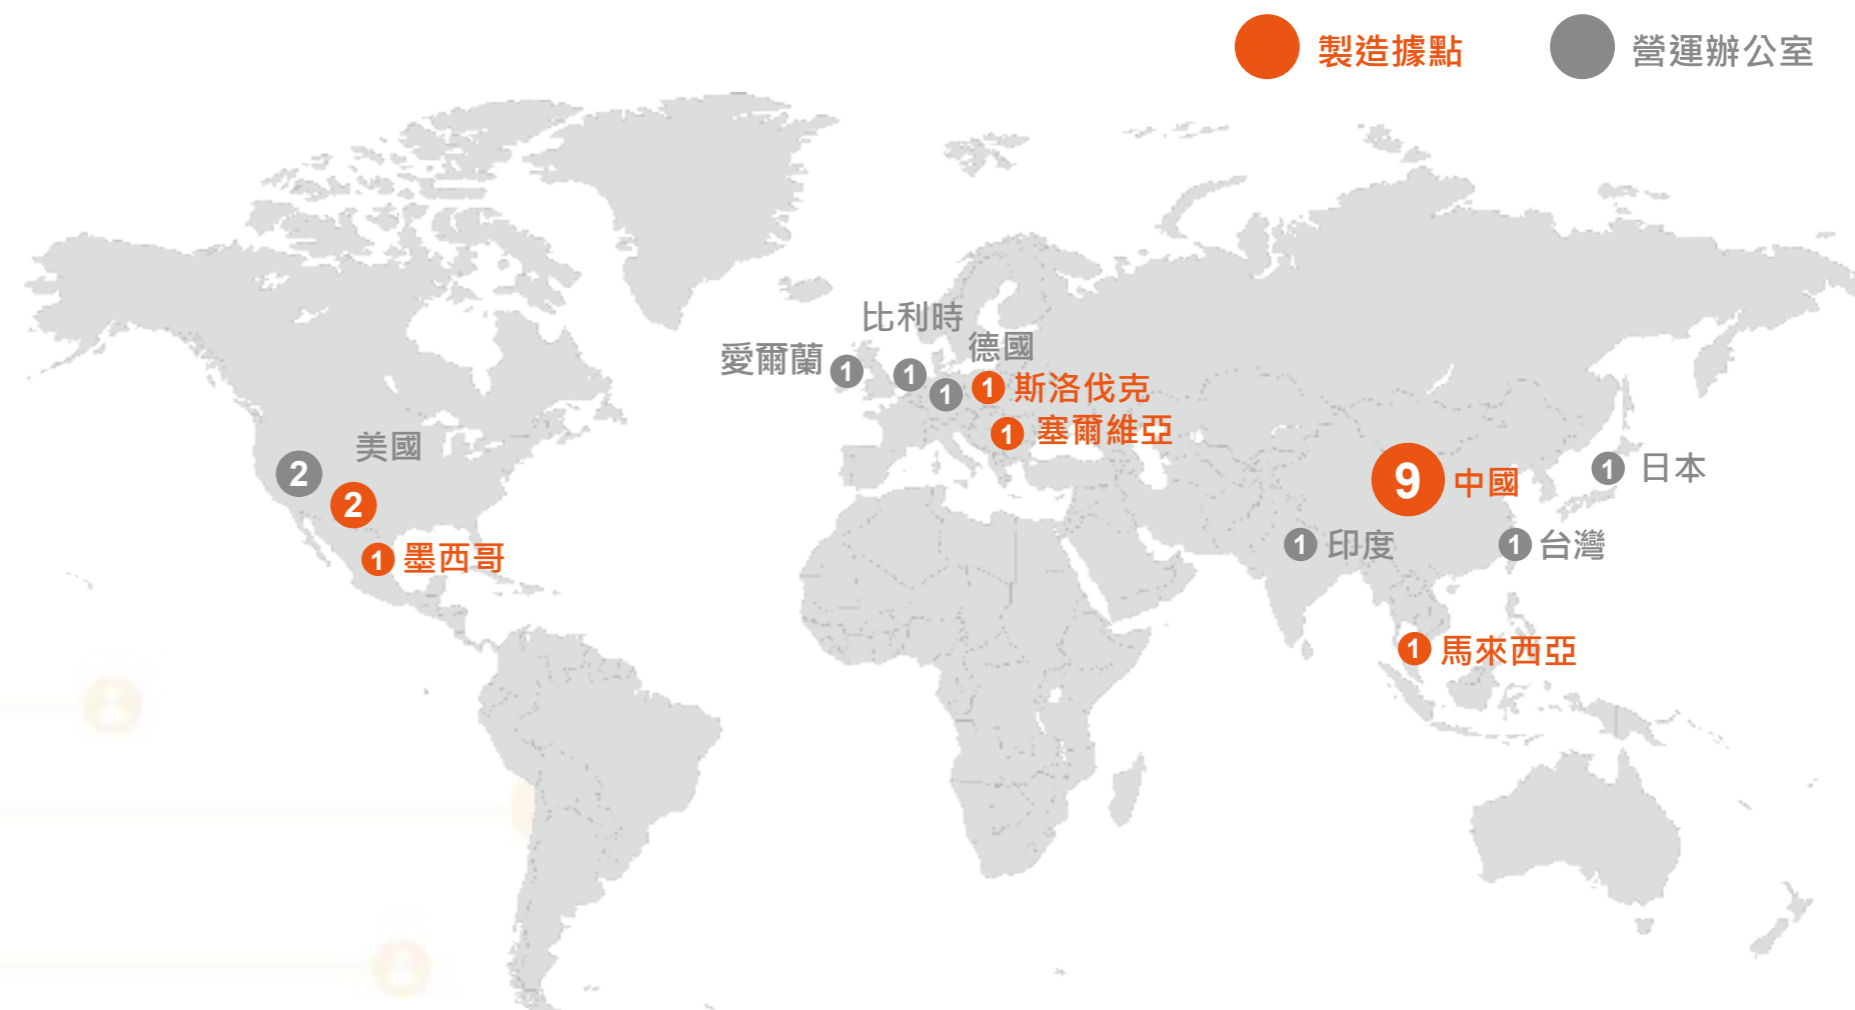 製造據點 營運辦公室
比利時
德國
愛爾蘭 1 1
1 1 斯洛伐克
1 塞爾維亞
美國
2
2
9 中國
1 日本
1 墨西哥
1 印度
1 台灣
1 馬來西亞